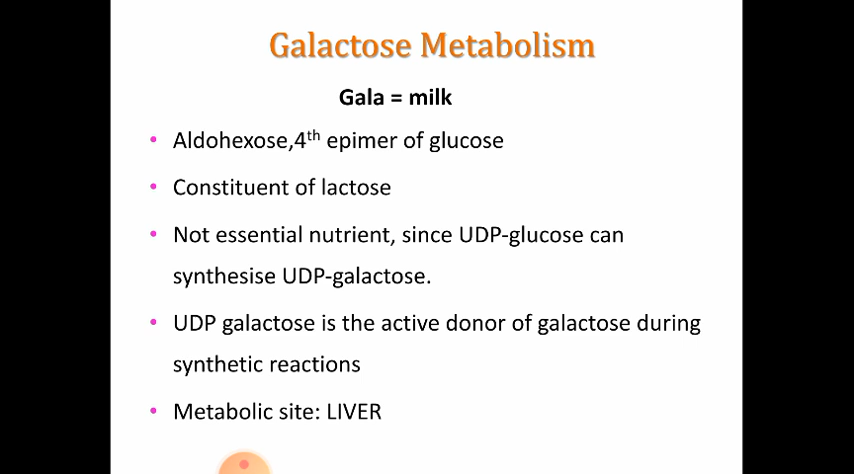 Galactose Metabolism
Gala = milk
• Aldohexose,4th epimer of glucose
• Constituent of lactose
• Not essential nutrient, since UDP-glucose can
synthesise UDP-galactose.
• UDP galactose is the active donor of galactose during
synthetic reactions
• Metabolic site: LIVER